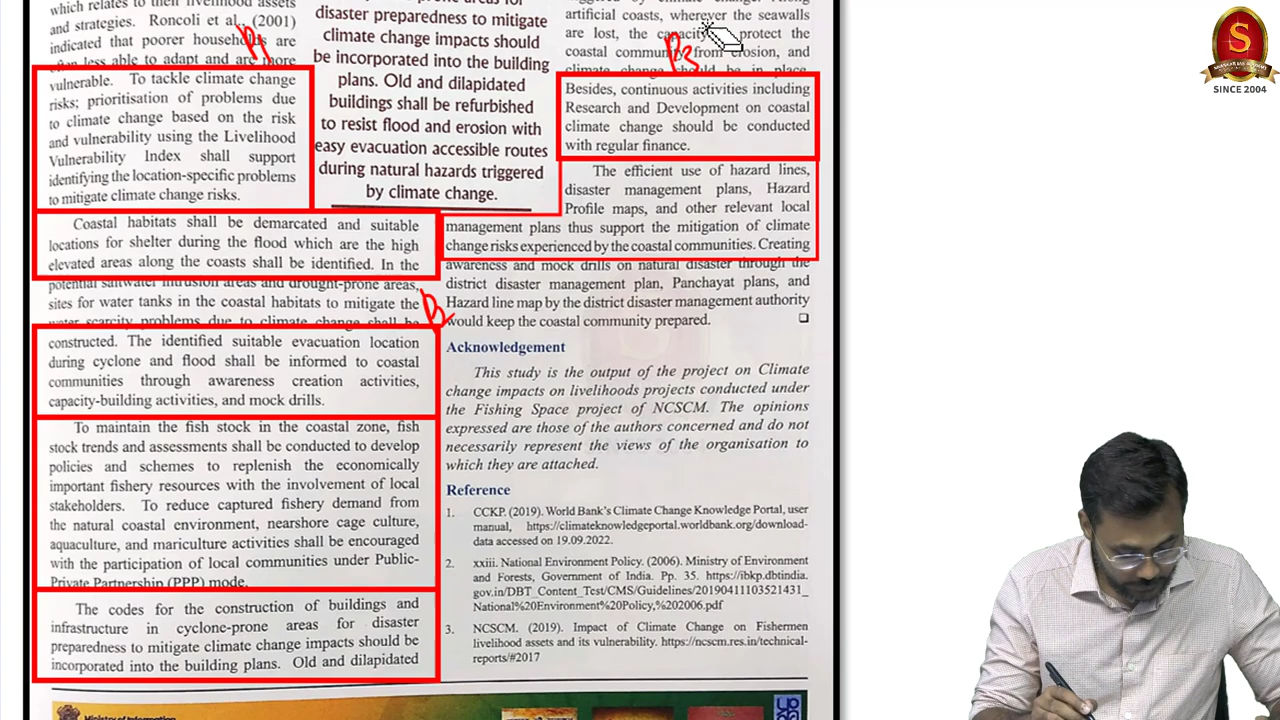 which relates to their livelihood assets
and strategies. Roncoli et al., (2001)
indicated that poorer households are
often less able to adapt and are more
vulnerable. To tackle climate change
risks; prioritisation of problems due
to climate change based on the risk
and vulnerability using the Livelihood
Vulnerability Index shall support
identifying the location-specific problems
to mitigate climate change risks.
Coastal habitats shall be demarcated and suitable
locations for shelter during the flood which are the high
elevated areas along the coasts shall be identified. In the
potential saltwater intrusion areas and drought-prone areas,
sites for water tanks in the coastal habitats to mitigate the
water scarcity problems due to climate change shall be
constructed. The identified suitable evacuation location
during cyclone and flood shall be informed to coastal
communities through awareness creation activities,
capacity-building activities, and mock drills.
To maintain the fish stock in the coastal zone, fish
stock trends and assessments shall be conducted to develop
policies and schemes to replenish the economically
important fishery resources with the involvement of local
stakeholders. To reduce captured fishery demand from
the natural coastal environment, nearshore cage culture,
aquaculture, and mariculture activities shall be encouraged
with the participation of local communities under Public-
Private Partnership (PPP) mode.
The codes for the construction of buildings and
infrastructure in cyclone-prone areas for disaster
preparedness to mitigate climate change impacts should be
incorporated into the building plans. Old and dilapidated
disaster preparedness to mitigate
climate change impacts should
be incorporated into the building
plans. Old and dilapidated
buildings shall be refurbished
to resist flood and erosion with
easy evacuation accessible routes
during natural hazards triggered
by climate change.
triggered by climate change. Along
artificial coasts, wherever the seawalls
are lost, the capacity protect the
coastal community from erosion, and
climate change should be in place.
Besides, continuous activities including
Research and Development on coastal
climate change should be conducted
with regular finance.
The efficient use of hazard lines,
disaster management plans, Hazard
Profile maps, and other relevant local
management plans thus support the mitigation of climate
change risks experienced by the coastal communities. Creating
awareness and mock drills on natural disaster through the
district disaster management plan, Panchayat plans, and
Hazard line map by the district disaster management authority
would keep the coastal community prepared.
Acknowledgement
This study is the output of the project on Climate
change impacts on livelihoods projects conducted under
the Fishing Space project of NCSCM. The opinions
expressed are those of the authors concerned and do not
necessarily represent the views of the organisation to
which they are attached.
Reference
1. CCKP. (2019). World Bank's Climate Change Knowledge Portal, user
manual, https://climateknowledgeportal.worldbank.org/download-
data accessed on 19.09.2022.
2. xxiii. National Environment Policy. (2006). Ministry of Environment
and Forests, Government of India. Pp. 35. https://ibkp.dbtindia.
gov.in/DBT_Content_Test/CMS/Guidelines/20190411103521431_
National%20Environment%20Policy,%202006.pdf
3. NCSCM. (2019). Impact of Climate Change on Fishermen
livelihood assets and its vulnerability. https://ncscm.res.in/technical-
reports/#2017
Ministry of Information
S
SINCE 2004